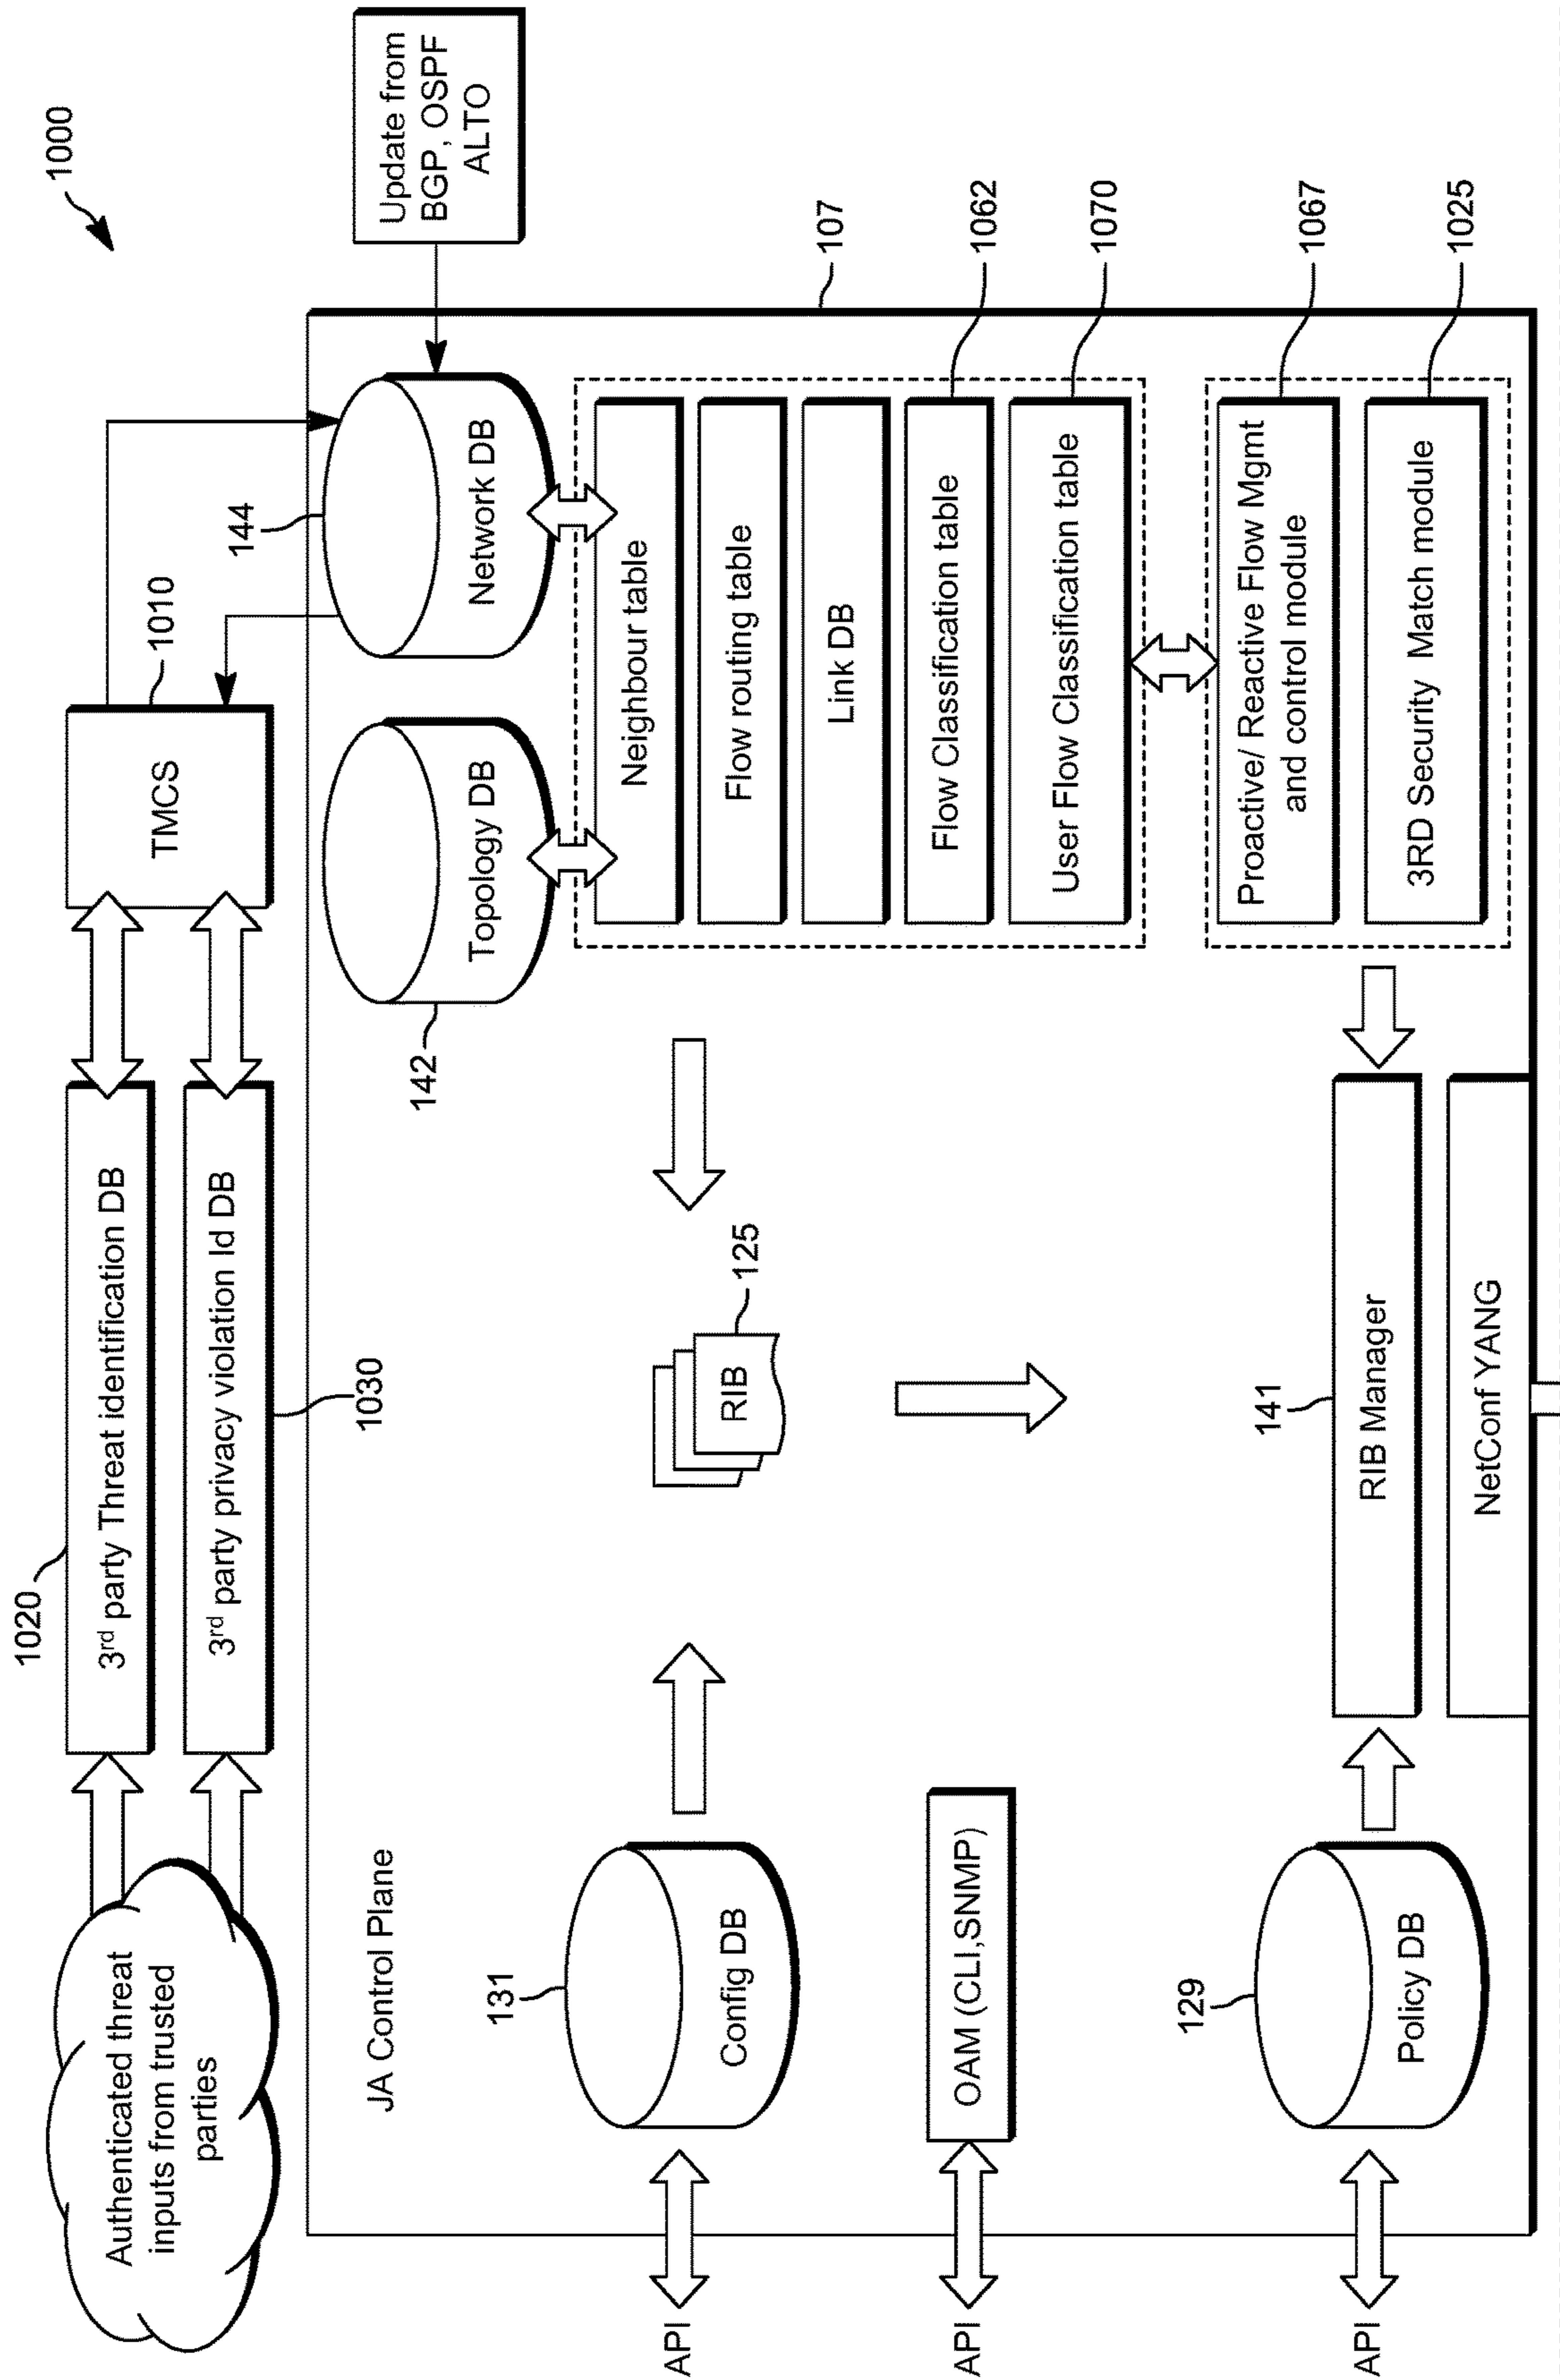 1000
Authenticated threat
inputs from trusted
parties
1020
3rd party Threat identification DB
3rd party privacy violation Id DB
1030
TMCS
1010
Update from
BGP, OSPF
ALTO
JA Control Plane
142
Topology DB
144
Network DB
107
131
Config DB
API
RIB
125
Neighbour table
Flow routing table
Link DB
Flow Classification table
1062
User Flow Classification table
1070
OAM (CLI,SNMP)
API
129
Policy DB
API
141
RIB Manager
NetConf YANG
Proactive/ Reactive Flow Mgmt
and control module
1067
3RD Security Match module
1025